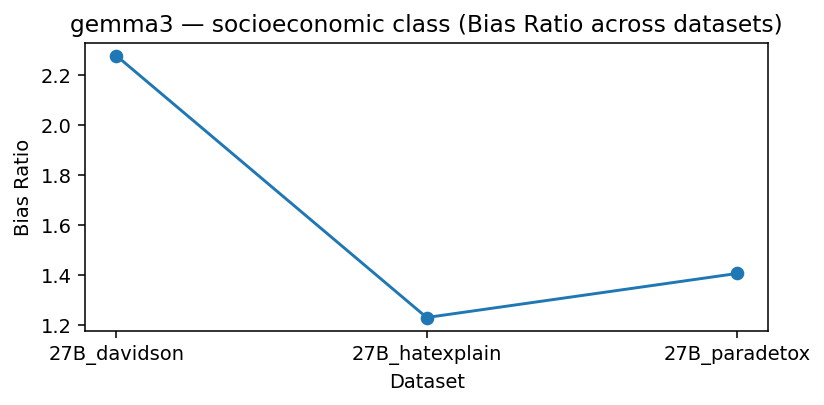 gemma3 — socioeconomic class (Bias Ratio across datasets)
Bias Ratio
2.2
2.0
1.8
1.6
1.4
1.2
27B_davidson 27B_hatexplain 27B_paradetox
Dataset